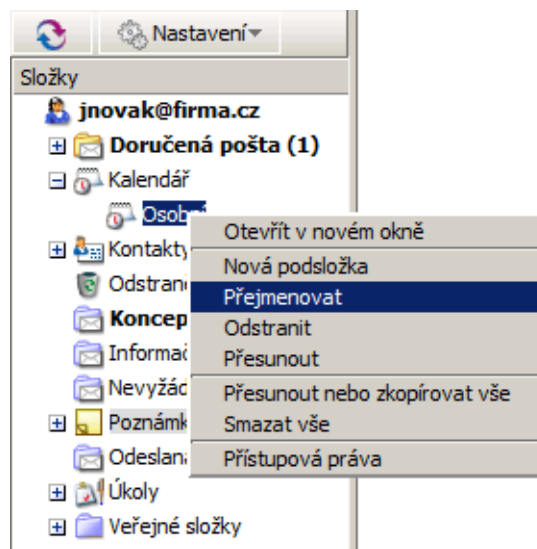 Nastavení
Složky
jnovak@firma.cz
Doručená pošta (1)
Kalendář
Osobní
Otevřít v novém okně
Kontakty
Nová podsložka
Přejmenovat
Odstranit
Přesunout
Přesunout nebo zkopírovat vše
Smazat vše
Přístupová práva
Úkoly
Veřejné složky